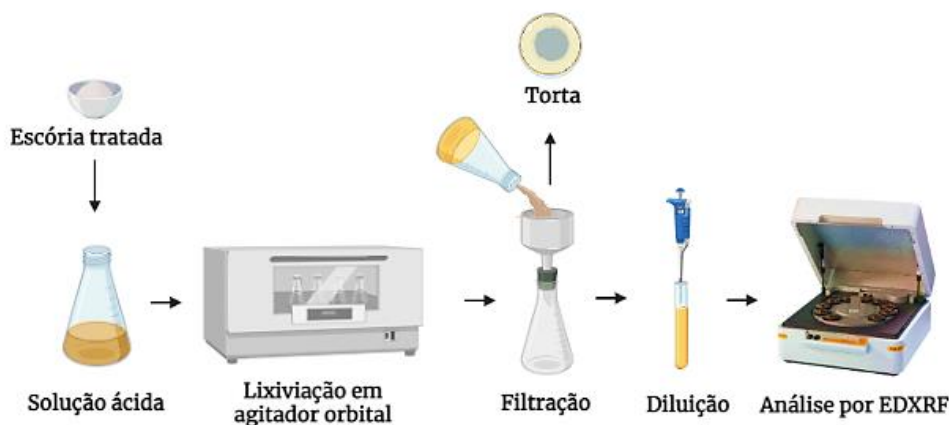 Escória tratada
Torta
Solução ácida
Lixiviação em
agitador orbital
Filtração
Diluição
Análise por EDXRF